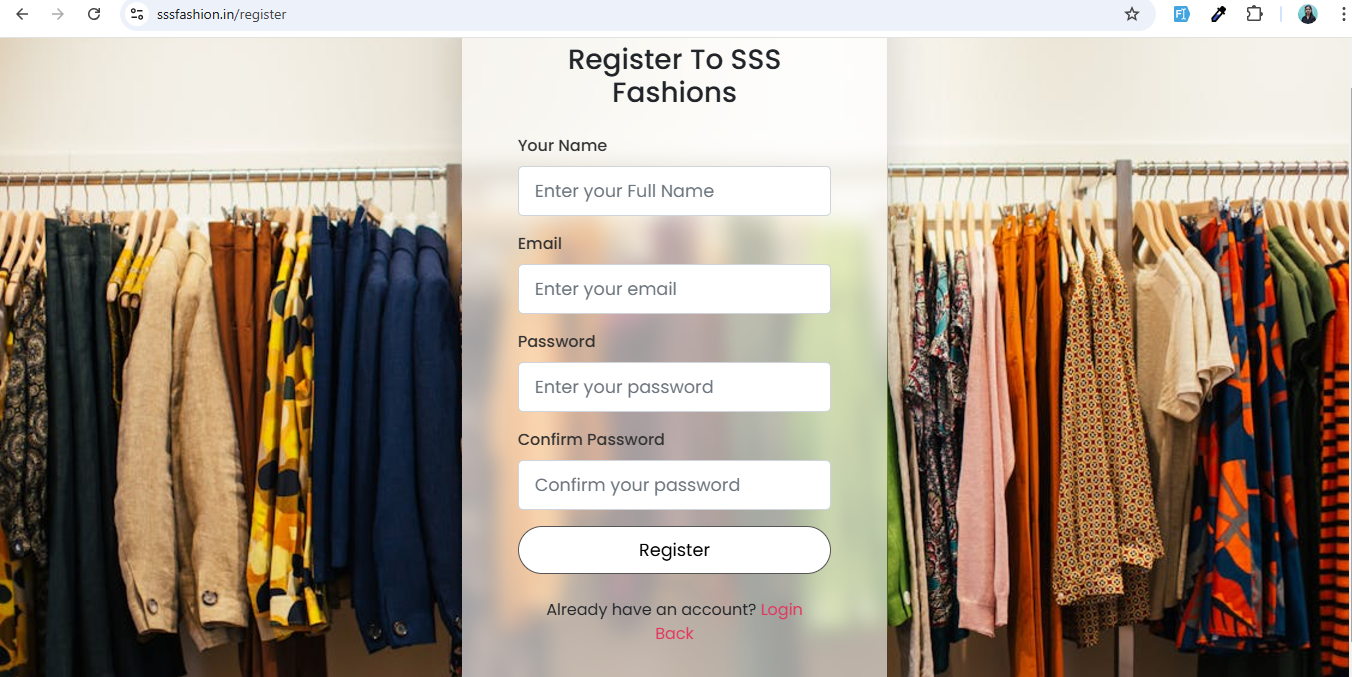 sssfashion.in/register
Register To SSS
Fashions
Your Name
Enter your Full Name
Email
Enter your email
Password
Enter your password
Confirm Password
Confirm your password
Register
Already have an account? Login
Back